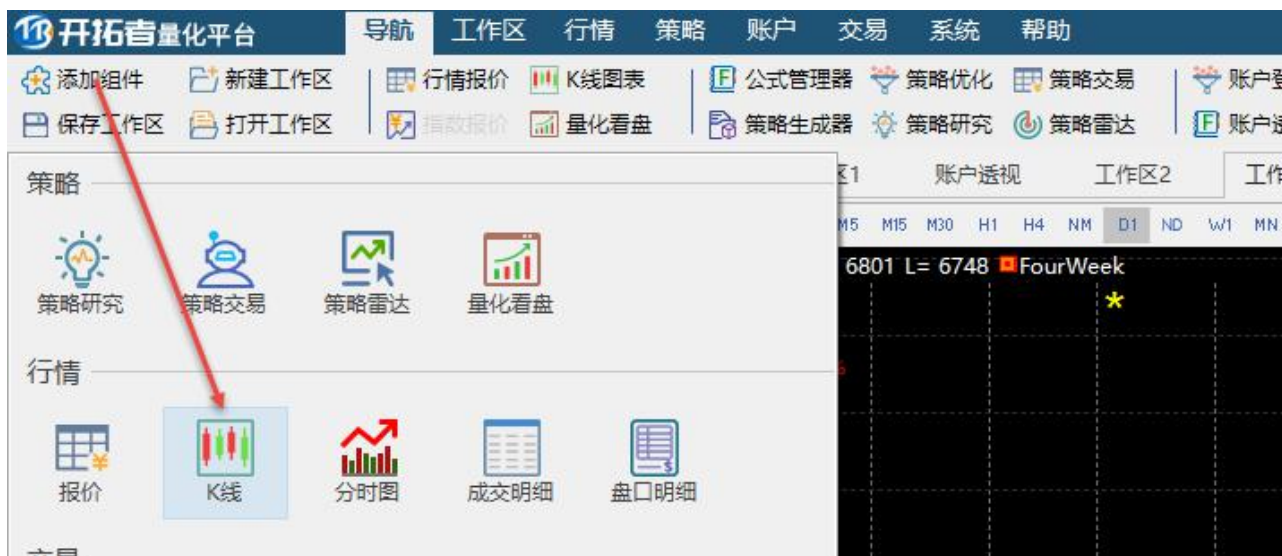 开拓者量化平台 导航 工作区 行情 策略 账户 交易 系统 帮助
添加组件 新建工作区 行情报价 K线图表 公式管理器 策略优化 策略交易 账户登
保存工作区 打开工作区 指数报价 量化看盘 策略生成器 策略研究 策略雷达 账户透
策略
区1 账户透视 工作区2 工作
M5 M15 M30 H1 H4 NM D1 ND W1 MN
6801 L= 6748 FourWeek
*
策略研究 策略交易 策略雷达 量化看盘
行情
报价 K线 分时图 成交明细 盘口明细
交易